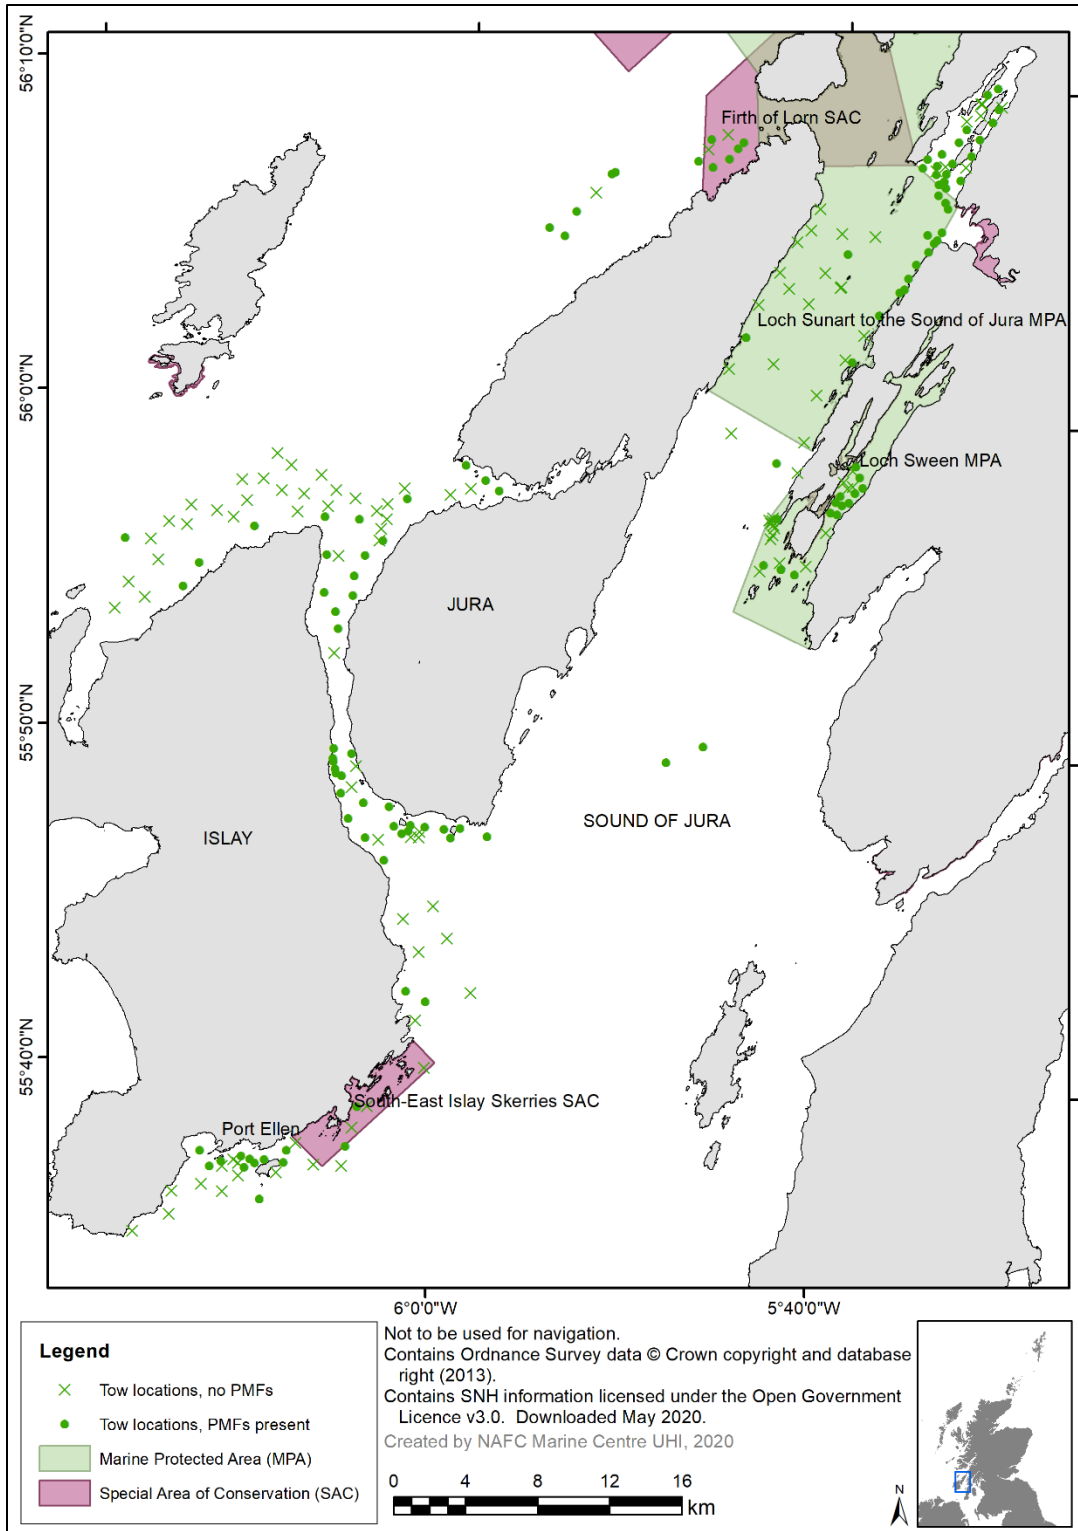 56°10'0"N
Firth of Lorn SAC
Loch Sunart to the Sound of Jura MPA
56°0'0"N
Loch Sween MPA
JURA
55°50'0"N
SOUND OF JURA
ISLAY
55°40'0"N
South-East Islay Skerries SAC
Port Ellen
6°0'0"W
5°40'0"W
Legend
Tow locations, no PMFs
Tow locations, PMFs present
Marine Protected Area (MPA)
Special Area of Conservation (SAC)
Not to be used for navigation.
Contains Ordnance Survey data © Crown copyright and database
right (2013).
Contains SNH information licensed under the Open Government
Licence v3.0. Downloaded May 2020.
Created by NAFC Marine Centre UHI, 2020
0 4 8 12 16
km
N